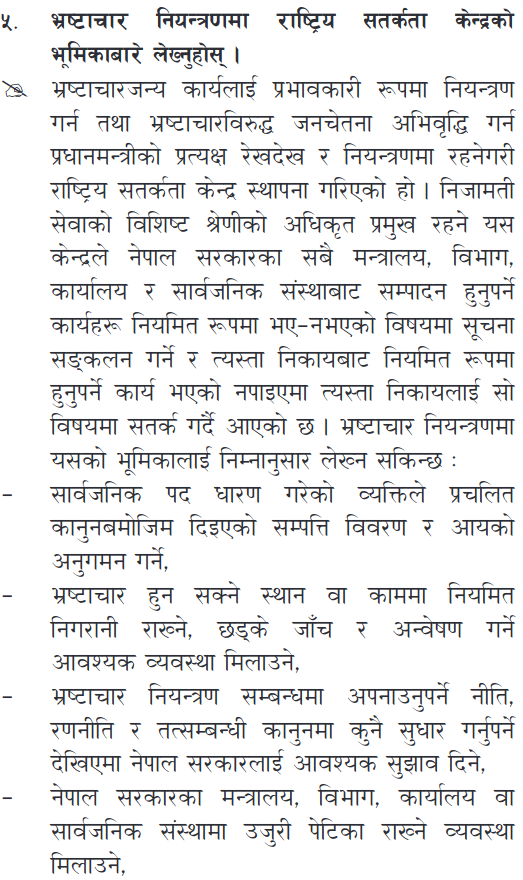 ५. भ्रष्टाचार नियन्त्रणमा राष्ट्रिय सतर्कता केन्द्रको
भूमिकाबारे लेख्नुहोस् ।
भ्रष्टाचारजन्य कार्यलाई प्रभावकारी रूपमा नियन्त्रण
गर्न तथा भ्रष्टाचारविरुद्ध जनचेतना अभिवृद्धि गर्न
प्रधानमन्त्रीको प्रत्यक्ष रेखदेख र नियन्त्रणमा रहनेगरी
राष्ट्रिय सतर्कता केन्द्र स्थापना गरिएको हो । निजामती
सेवाको विशिष्ट श्रेणीको अधिकृत प्रमुख रहने यस
केन्द्रले नेपाल सरकारका सबै मन्त्रालय, विभाग,
कार्यालय र सार्वजनिक संस्थाबाट सम्पादन हुनुपर्ने
कार्यहरू नियमित रूपमा भए-नभएको विषयमा सूचना
सङ्कलन गर्ने र त्यस्ता निकायबाट नियमित रूपमा
हुनुपर्ने कार्य भएको नपाइएमा त्यस्ता निकायलाई सो
विषयमा सतर्क गर्दै आएको छ । भ्रष्टाचार नियन्त्रणमा
यसको भूमिकालाई निम्नानुसार लेख्न सकिन्छ :
- सार्वजनिक पद धारण गरेको व्यक्तिले प्रचलित
कानुनबमोजिम दिइएको सम्पत्ति विवरण र आयको
अनुगमन गर्ने,
- भ्रष्टाचार हुन सक्ने स्थान वा काममा नियमित
निगरानी राख्ने, छड्के जाँच र अन्वेषण गर्ने
आवश्यक व्यवस्था मिलाउने,
- भ्रष्टाचार नियन्त्रण सम्बन्धमा अपनाउनुपर्ने नीति,
रणनीति र तत्सम्बन्धी कानुनमा कुनै सुधार गर्नुपर्ने
देखिएमा नेपाल सरकारलाई आवश्यक सुझाव दिने,
- नेपाल सरकारका मन्त्रालय, विभाग, कार्यालय वा
सार्वजनिक संस्थामा उजुरी पेटिका राख्ने व्यवस्था
मिलाउने,